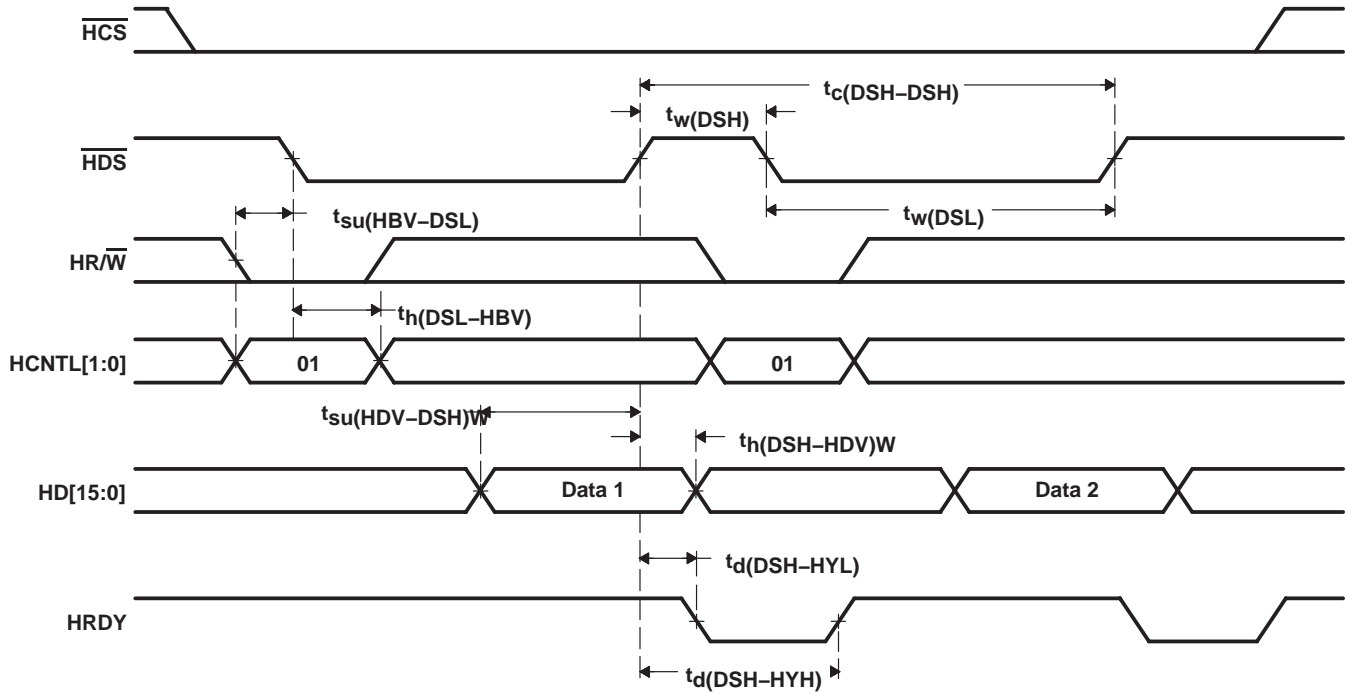 HCS
tc(DSH–DSH)
tw(DSH)
HDS
tsu(HBV–DSL)
tw(DSL)
HR/W
th(DSL–HBV)
HCNTL[1:0]
01
01
tsu(HDV–DSH)W
th(DSH–HDV)W
HD[15:0]
Data 1
Data 2
td(DSH–HYL)
HRDY
td(DSH–HYH)